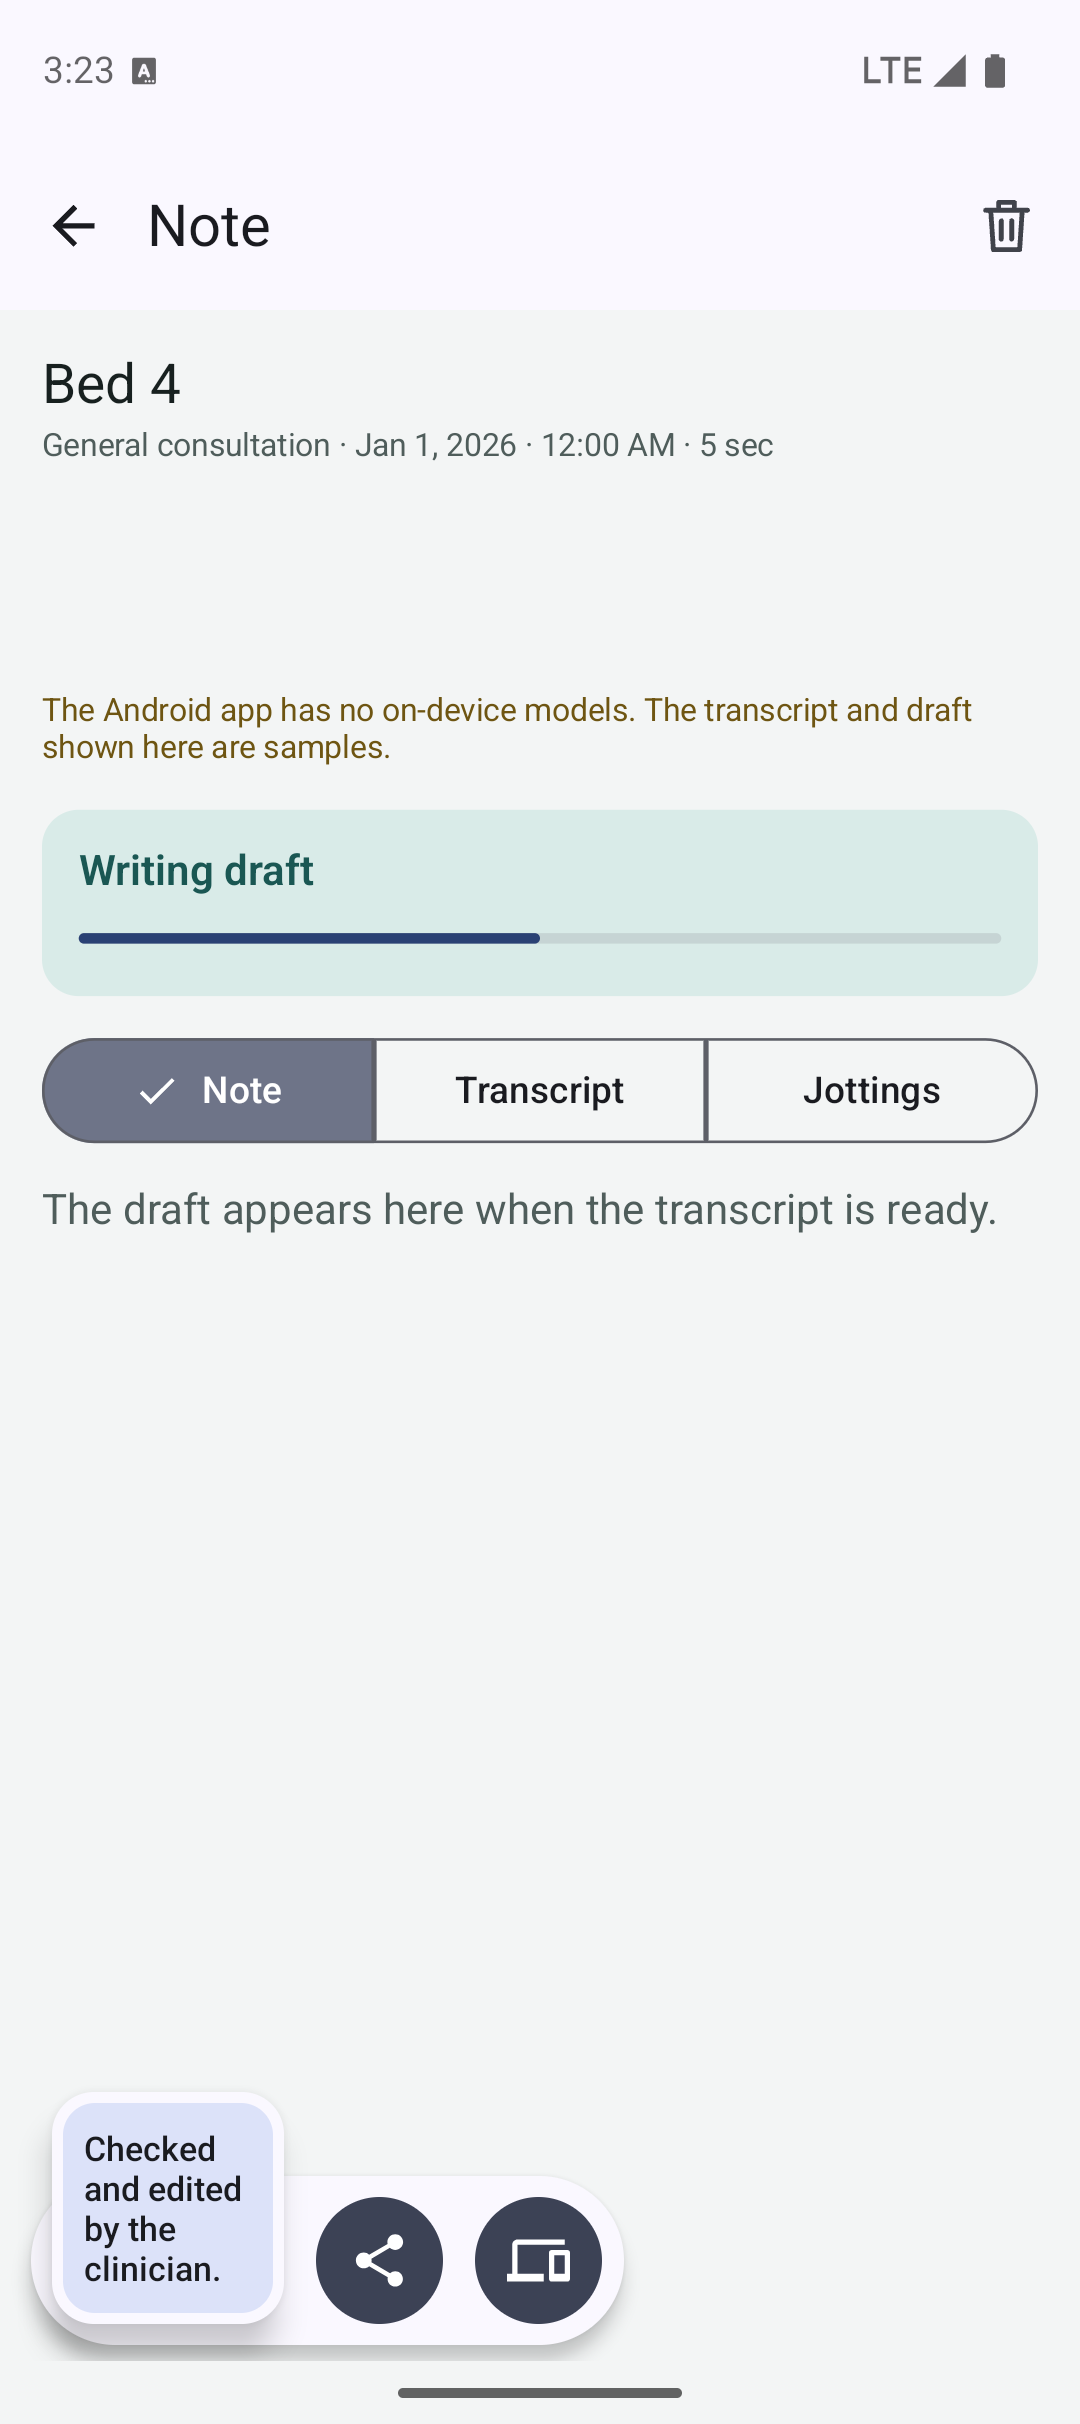 3:23
LTE
Note
Bed 4
General consultation · Jan 1, 2026 · 12:00 AM · 5 sec
The Android app has no on-device models. The transcript and draft
shown here are samples.
Writing draft
Note
Transcript
Jottings
The draft appears here when the transcript is ready.
Checked
and edited
by the
clinician.